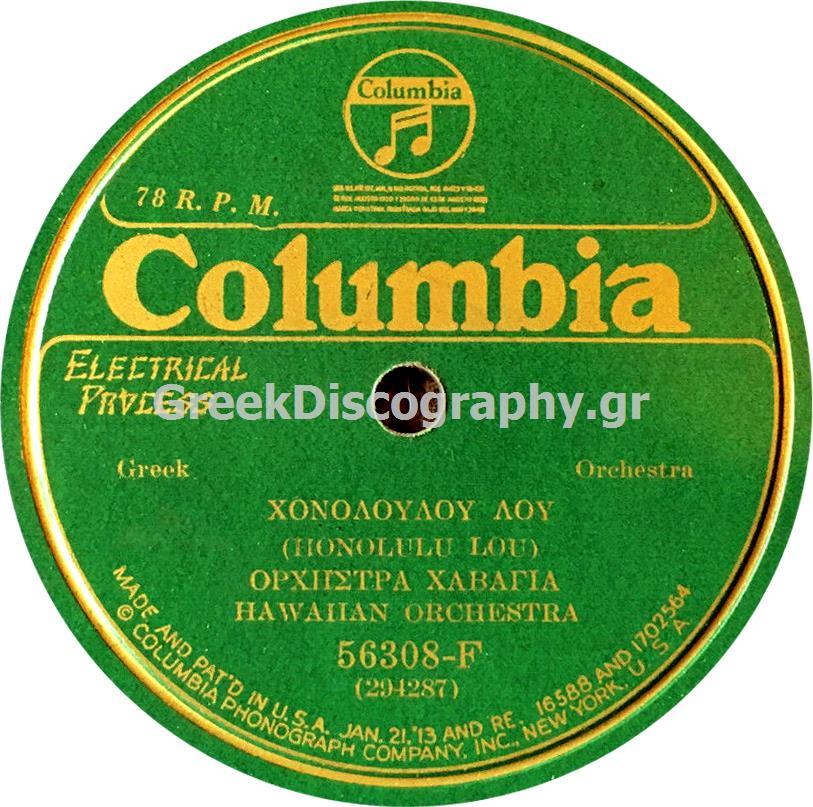 Columbia
78 R. P. M.
Columbia
ELECTRICAL
PROCESS
GreekDiscography.gr
Greek
Orchestra
ΧΟΝΟΛΟΥΛΟΥ ΛΟΥ
(HONOLULU LOU)
ΟΡΧΗΣΤΡΑ ΧΑΒΑΓΙΑ
HAWAIIAN ORCHESTRA
56308-F
(294287)
MADE AND PAT'D IN U.S.A. JAN. 21,'13 AND RE. 16588 AND 1702564
© COLUMBIA PHONOGRAPH COMPANY, INC., NEW YORK, U. S. A